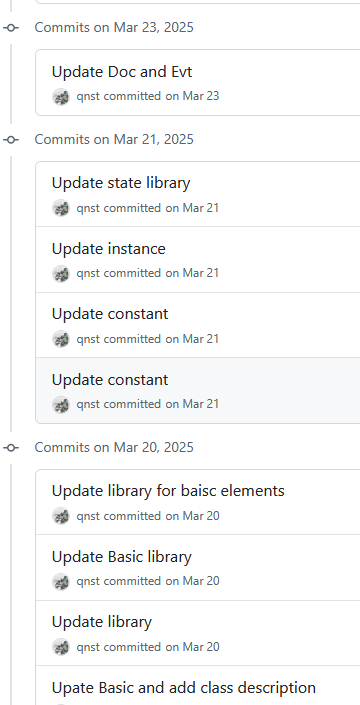 Commits on Mar 23, 2025
Update Doc and Evt
qnst committed on Mar 23
Commits on Mar 21, 2025
Update state library
qnst committed on Mar 21
Update instance
qnst committed on Mar 21
Update constant
qnst committed on Mar 21
Update constant
qnst committed on Mar 21
Commits on Mar 20, 2025
Update library for baisc elements
qnst committed on Mar 20
Update Basic library
qnst committed on Mar 20
Update library
qnst committed on Mar 20
Upate Basic and add class description